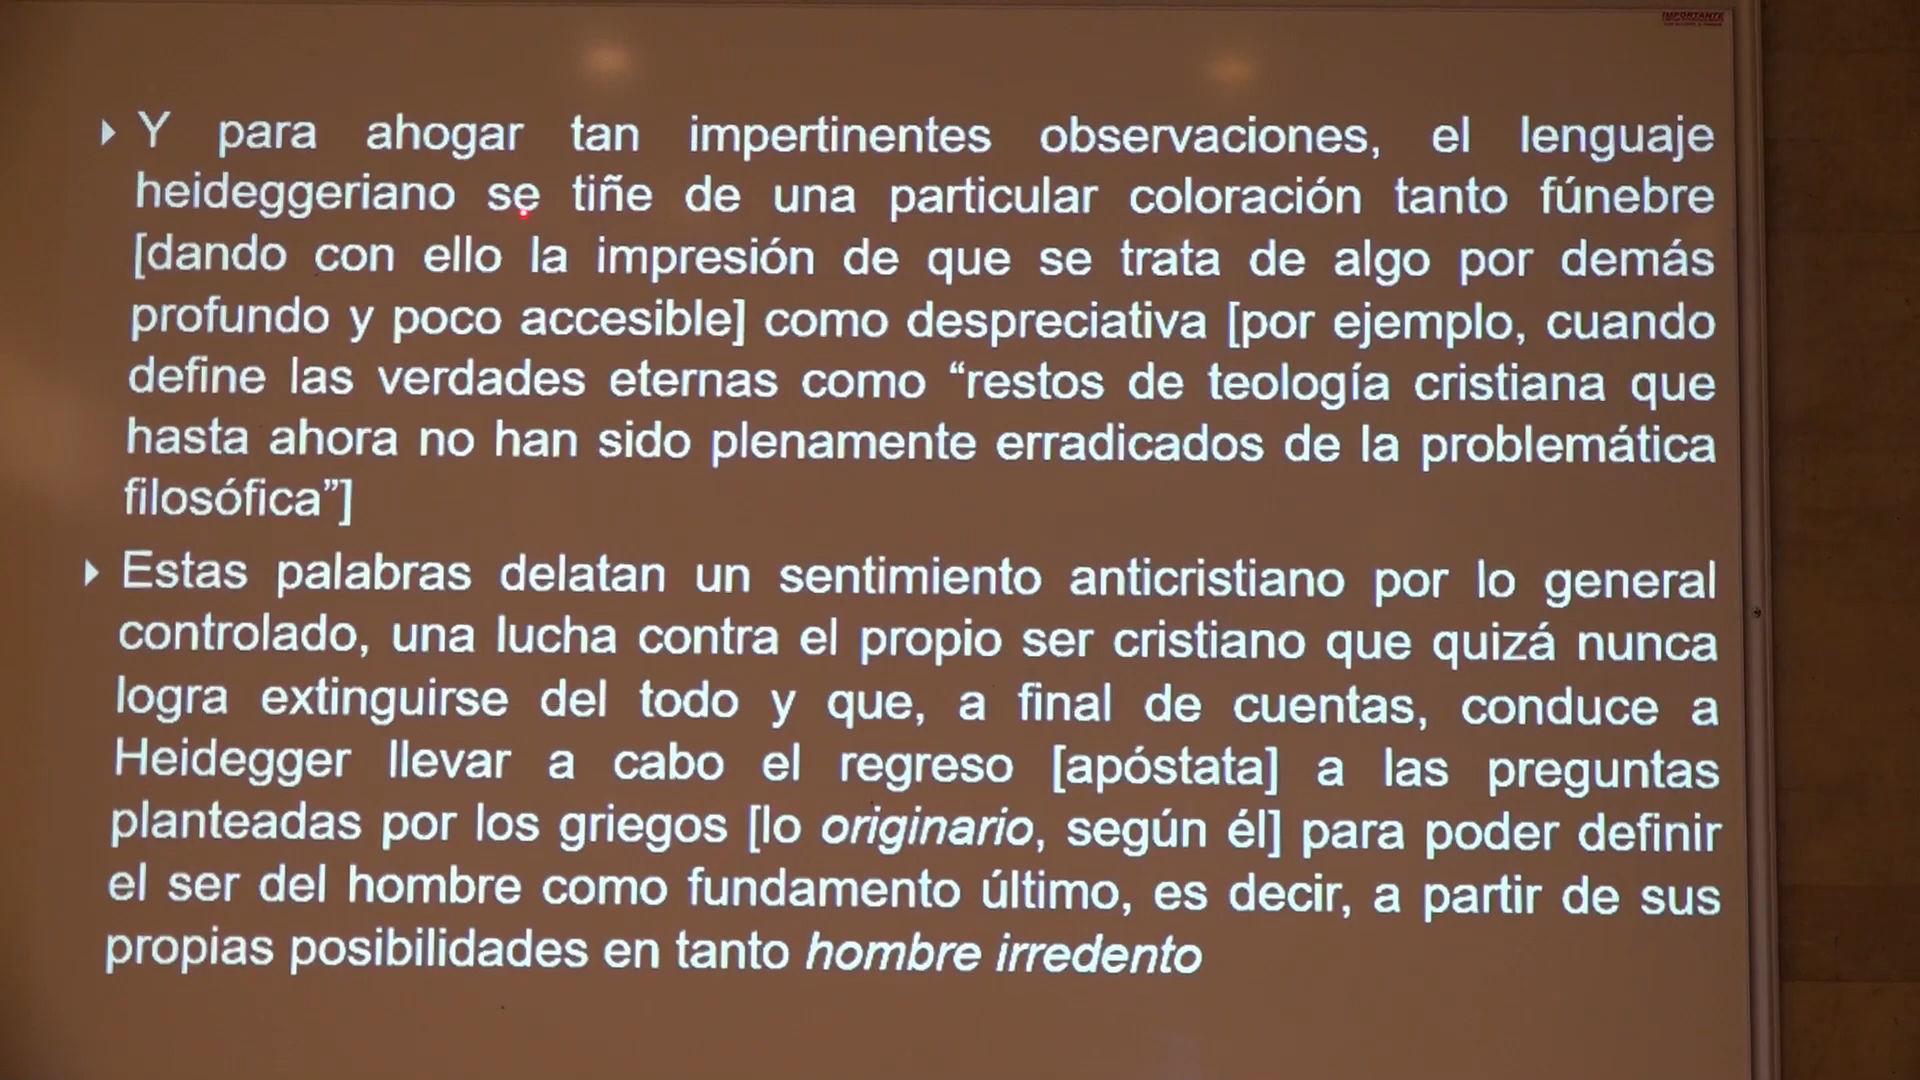 IMPORTANTE
Y para ahogar tan impertinentes observaciones, el lenguaje
heideggeriano se tiñe de una particular coloración tanto fúnebre
[dando con ello la impresión de que se trata de algo por demás
profundo y poco accesible] como despreciativa [por ejemplo, cuando
define las verdades eternas como “restos de teología cristiana que
hasta ahora no han sido plenamente erradicados de la problemática
filosófica”]
Estas palabras delatan un sentimiento anticristiano por lo general
controlado, una lucha contra el propio ser cristiano que quizá nunca
logra extinguirse del todo y que, a final de cuentas, conduce a
Heidegger llevar a cabo el regreso [apóstata] a las preguntas
planteadas por los griegos [lo originario, según él] para poder definir
el ser del hombre como fundamento último, es decir, a partir de sus
propias posibilidades en tanto hombre irredento